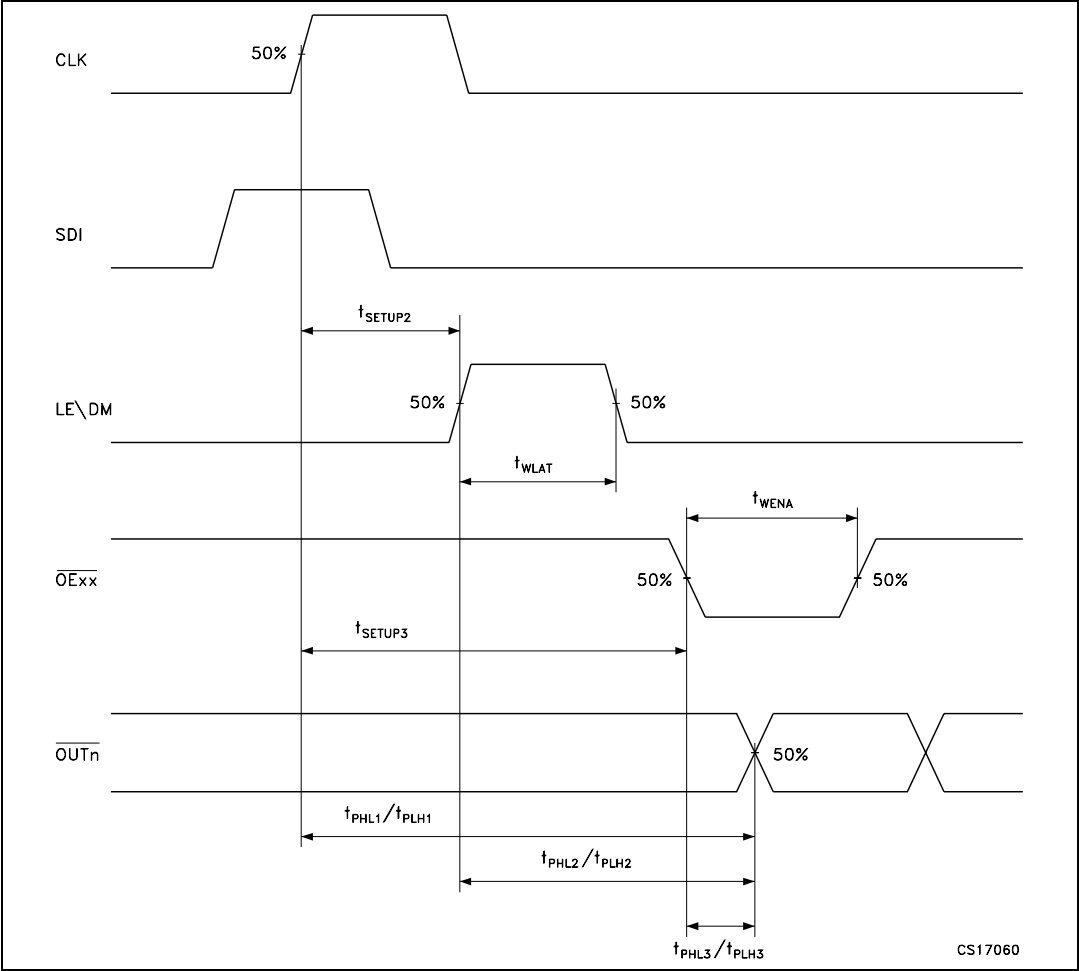 CLK
50%
SDI
tSETUP2
LE\DM
50%
50%
tWLAT
tWENA
OExx
50%
50%
tSETUP3
OUTn
50%
tPHL1/tPLH1
tPHL2/tPLH2
tPHL3/tPLH3
CS17060